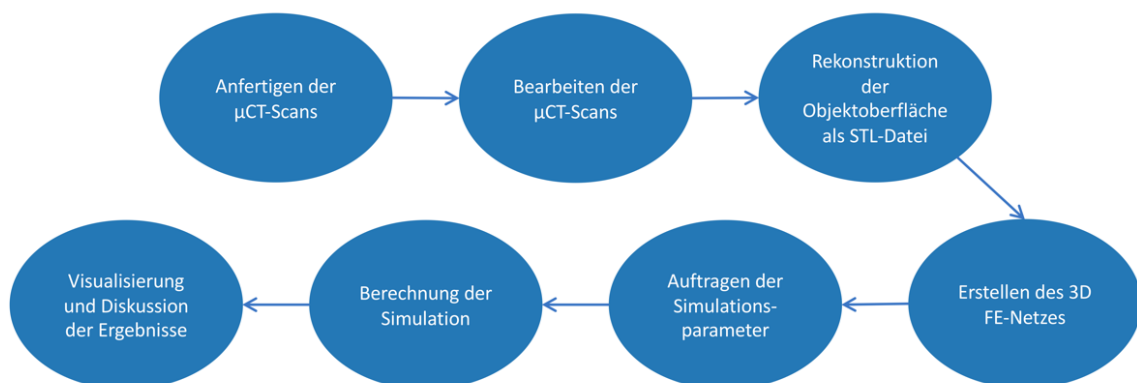 Anfertigen der
µCT-Scans
Bearbeiten der
µCT-Scans
Rekonstruktion
der
Objektoberfläche
als STL-Datei
Erstellen des 3D
FE-Netzes
Auftragen der
Simulations-
parameter
Berechnung der
Simulation
Visualisierung
und Diskussion
der Ergebnisse